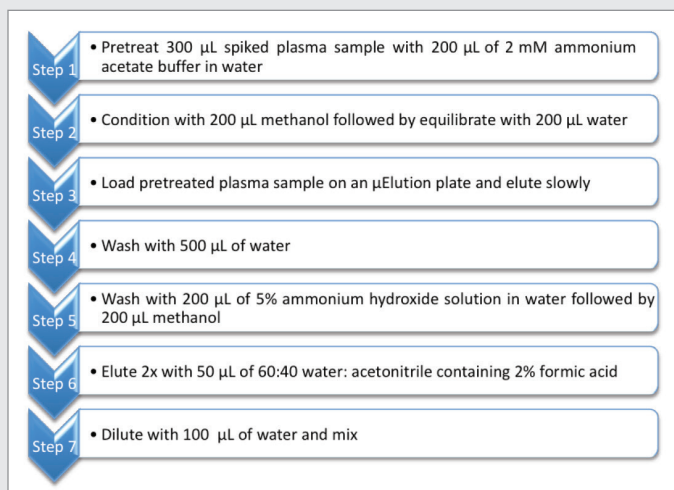 Step 1
• Pretreat 300 µL spiked plasma sample with 200 µL of 2 mM ammonium
acetate buffer in water
Step 2
• Condition with 200 µL methanol followed by equilibrate with 200 µL water
Step 3
• Load pretreated plasma sample on an µElution plate and elute slowly
Step 4
• Wash with 500 µL of water
Step 5
• Wash with 200 µL of 5% ammonium hydroxide solution in water followed by
200 µL methanol
Step 6
• Elute 2x with 50 µL of 60:40 water: acetonitrile containing 2% formic acid
Step 7
• Dilute with 100 µL of water and mix